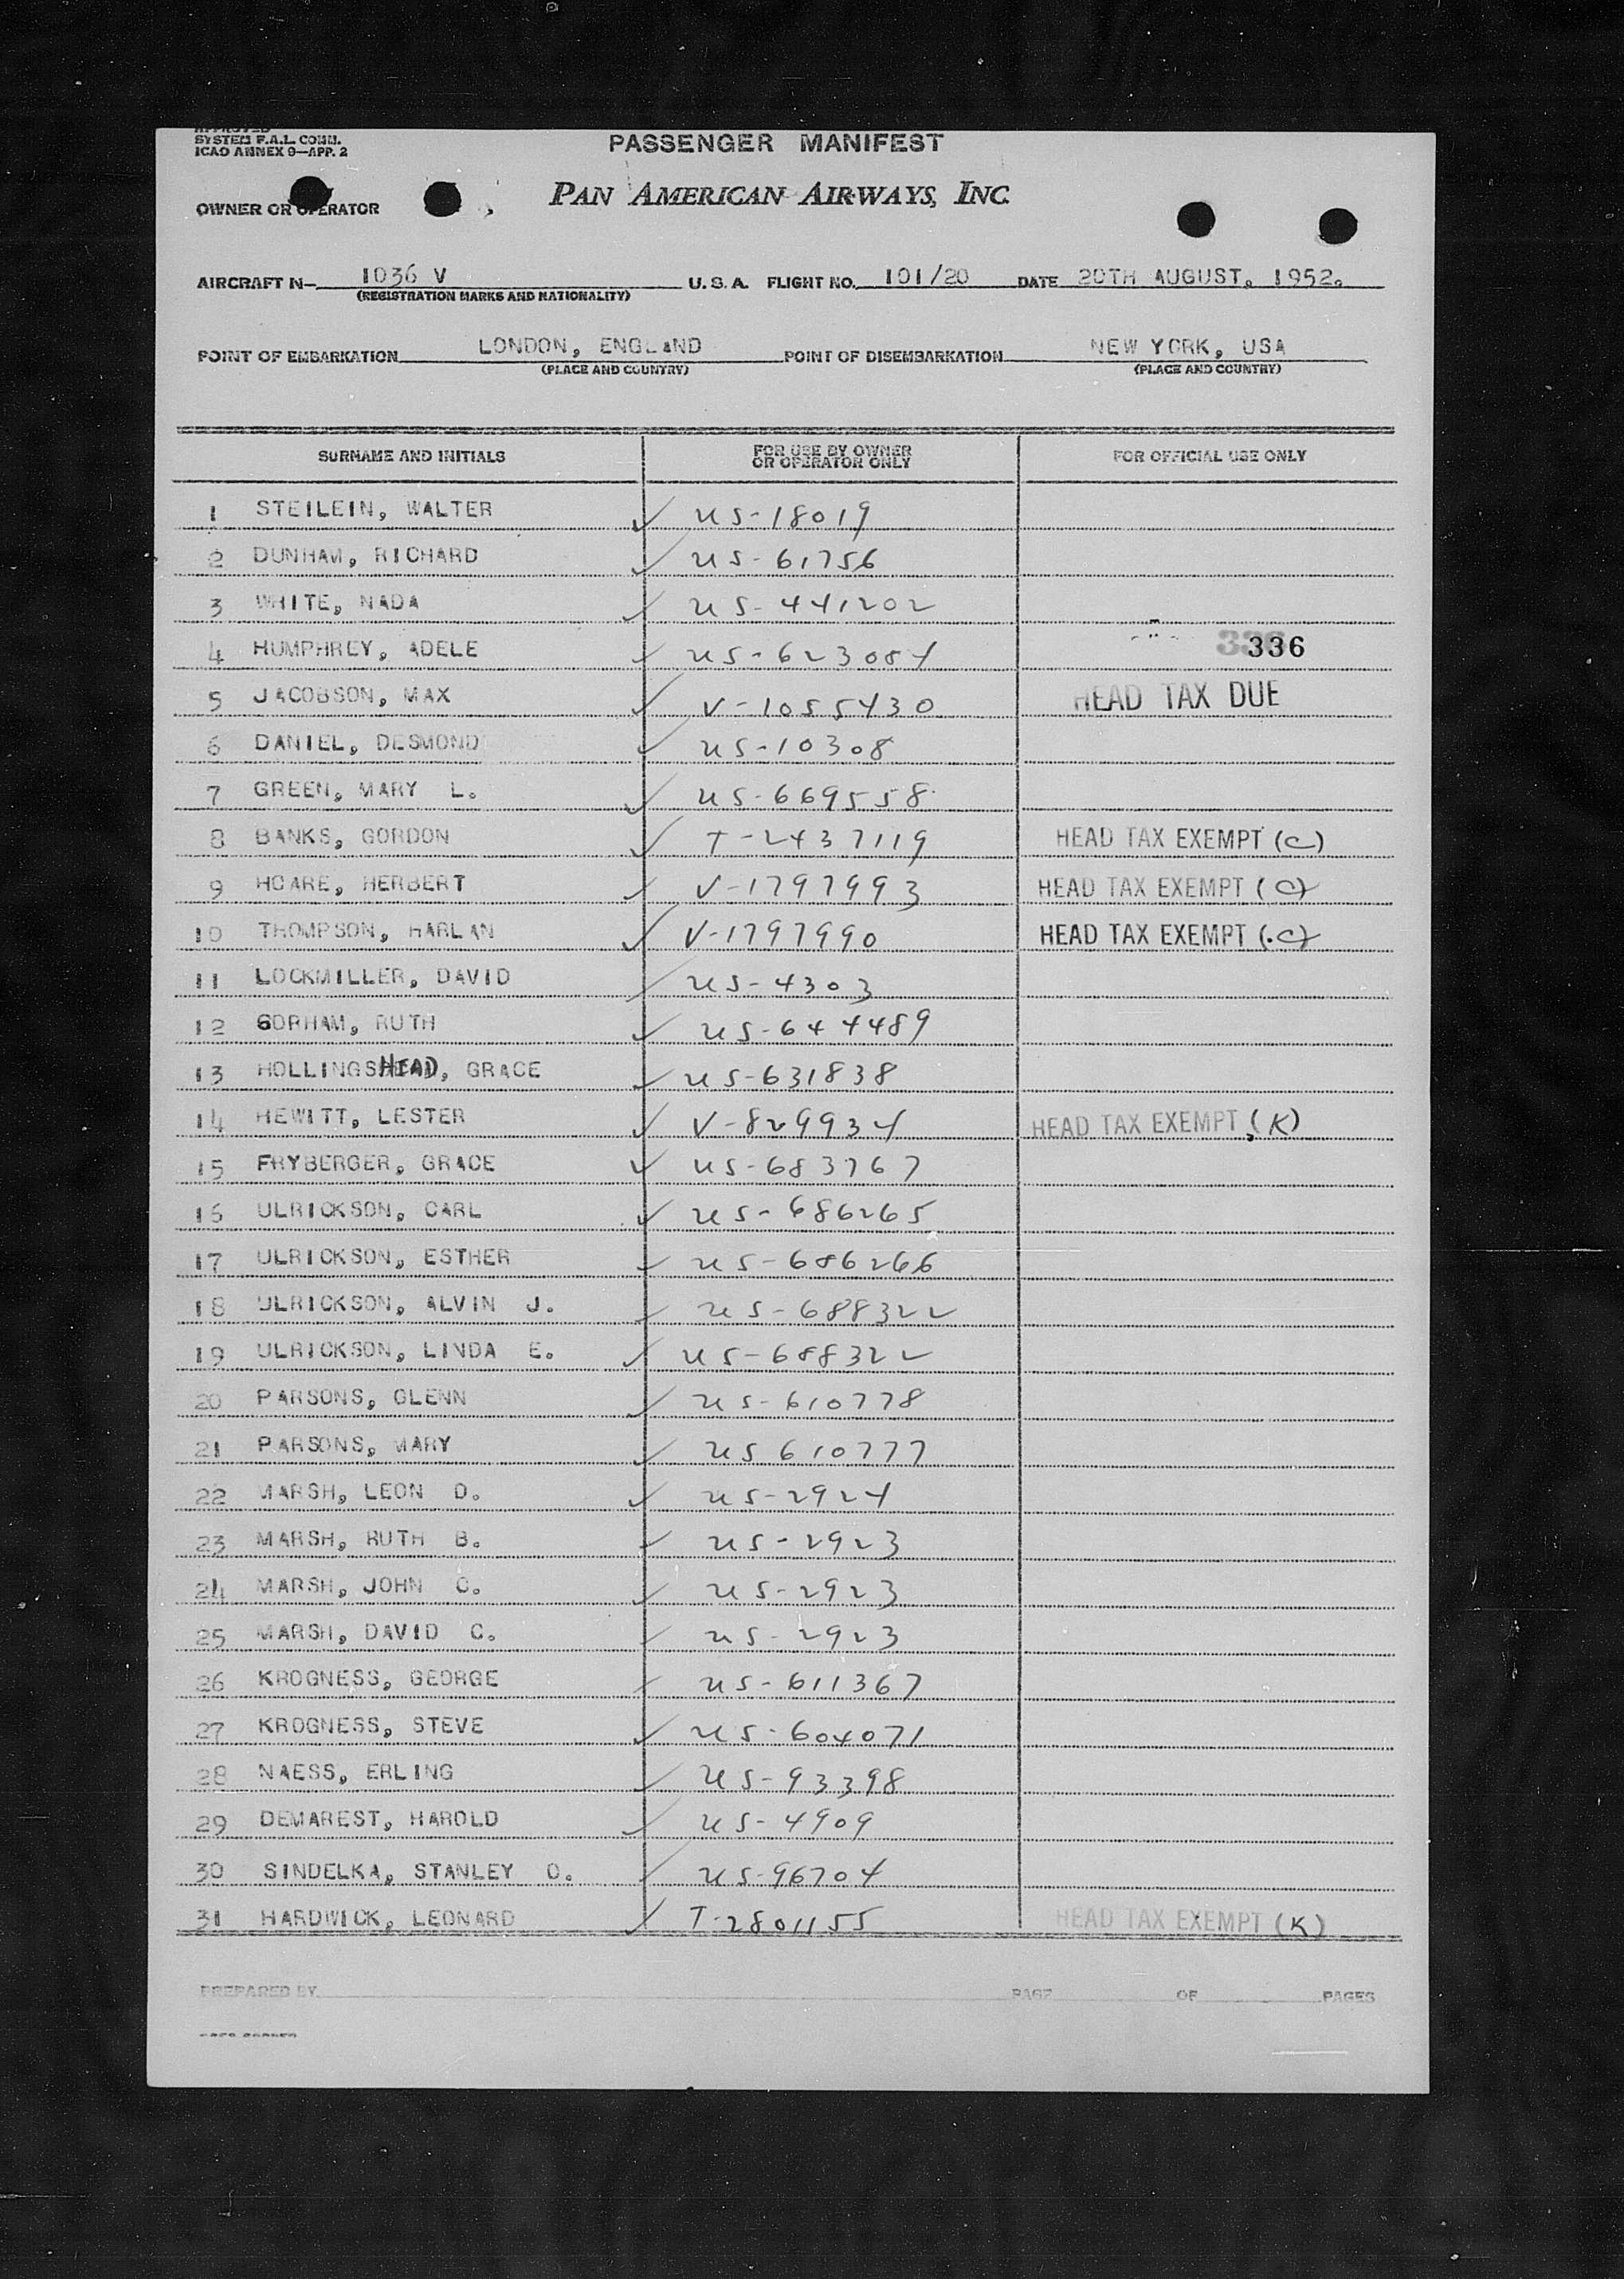 APPROVED
SYSTEM F.A.L. COMM.
ICAO ANNEX 9—APP. 2
PASSENGER MANIFEST
OWNER OR OPERATOR PAN AMERICAN AIRWAYS, INC.
AIRCRAFT N— 1036 V U. S. A. FLIGHT NO. 101/20 DATE 20TH AUGUST, 1952.
(REGISTRATION MARKS AND NATIONALITY)
POINT OF EMBARKATION LONDON, ENGLAND POINT OF DISEMBARKATION NEW YORK, USA
(PLACE AND COUNTRY) (PLACE AND COUNTRY)
SURNAME AND INITIALS FOR USE BY OWNER OR OPERATOR ONLY FOR OFFICIAL USE ONLY
1 STEILEIN, WALTER ✓ US-18019
2 DUNHAM, RICHARD ✓ US-61756
3 WHITE, NADA ✓ US-441202
4 HUMPHREY, ADELE ✓ US-623084 336
5 JACOBSON, MAX ✓ V-1055430 HEAD TAX DUE
6 DANIEL, DESMOND ✓ US-10308
7 GREEN, MARY L. ✓ US-669558
8 BANKS, GORDON ✓ T-2437119 HEAD TAX EXEMPT (C)
9 HOARE, HERBERT ✓ V-1797993 HEAD TAX EXEMPT (C)
10 THOMPSON, HARLAN ✓ V-1797990 HEAD TAX EXEMPT (C)
11 LOCKMILLER, DAVID ✓ US-4303
12 GORHAM, RUTH ✓ US-644489
13 HOLLINGSHEAD, GRACE ✓ US-631838
14 HEWITT, LESTER ✓ V-829934 HEAD TAX EXEMPT (K)
15 FRYBERGER, GRACE ✓ US-683767
16 ULRICKSON, CARL ✓ US-686265
17 ULRICKSON, ESTHER ✓ US-686266
18 ULRICKSON, ALVIN J. ✓ US-688322
19 ULRICKSON, LINDA E. ✓ US-688322
20 PARSONS, GLENN ✓ US-610778
21 PARSONS, MARY ✓ US 610777
22 MARSH, LEON D. ✓ US-2924
23 MARSH, RUTH B. ✓ US-2923
24 MARSH, JOHN C. ✓ US-2923
25 MARSH, DAVID C. ✓ US-2923
26 KROGNESS, GEORGE ✓ US-611367
27 KROGNESS, STEVE ✓ US-604071
28 NAESS, ERLING ✓ US-93398
29 DEMAREST, HAROLD ✓ US-4909
30 SINDELKA, STANLEY O. ✓ US-96704
31 HARDWICK, LEONARD ✓ T-2801155 HEAD TAX EXEMPT (K)
PREPARED BY PAGE OF PAGES